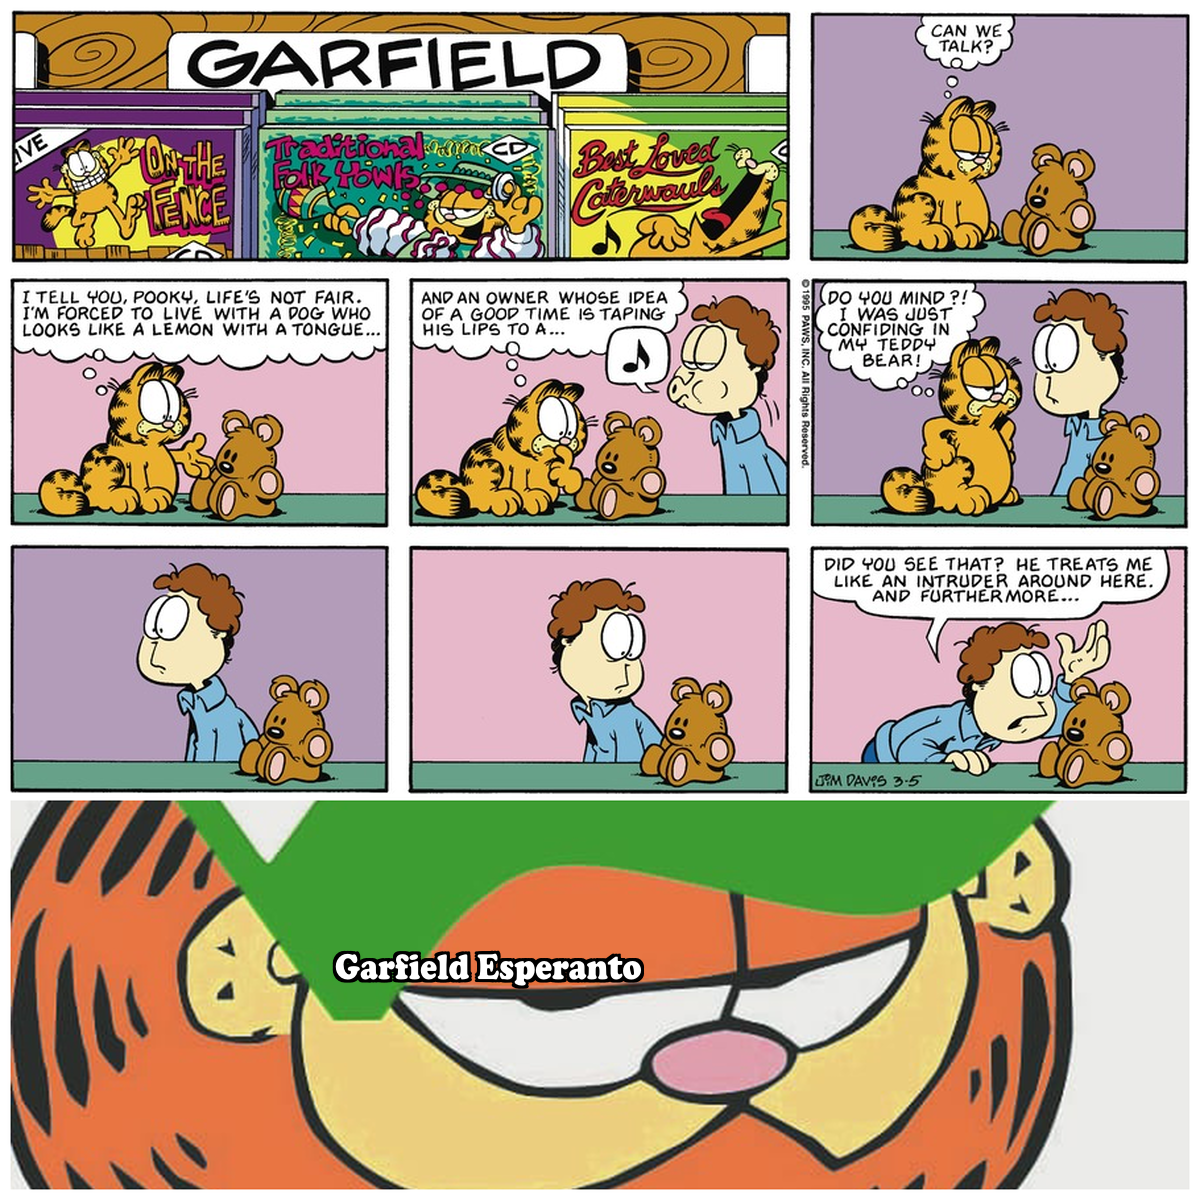 GARFIELD
IVE
ON THE
FENCE
CD
Traditional
Folk Yowls
CD
Best Loved
Caterwauls
CAN WE
TALK?
I TELL YOU, POOKY, LIFE'S NOT FAIR.
I'M FORCED TO LIVE WITH A DOG WHO
LOOKS LIKE A LEMON WITH A TONGUE...
AND AN OWNER WHOSE IDEA
OF A GOOD TIME IS TAPING
HIS LIPS TO A...
© 1995 PAWS, INC. All Rights Reserved.
DO YOU MIND?!
I WAS JUST
CONFIDING IN
MY TEDDY
BEAR!
DID YOU SEE THAT? HE TREATS ME
LIKE AN INTRUDER AROUND HERE.
AND FURTHERMORE...
JIM DAVIS 3-5
Garfield Esperanto